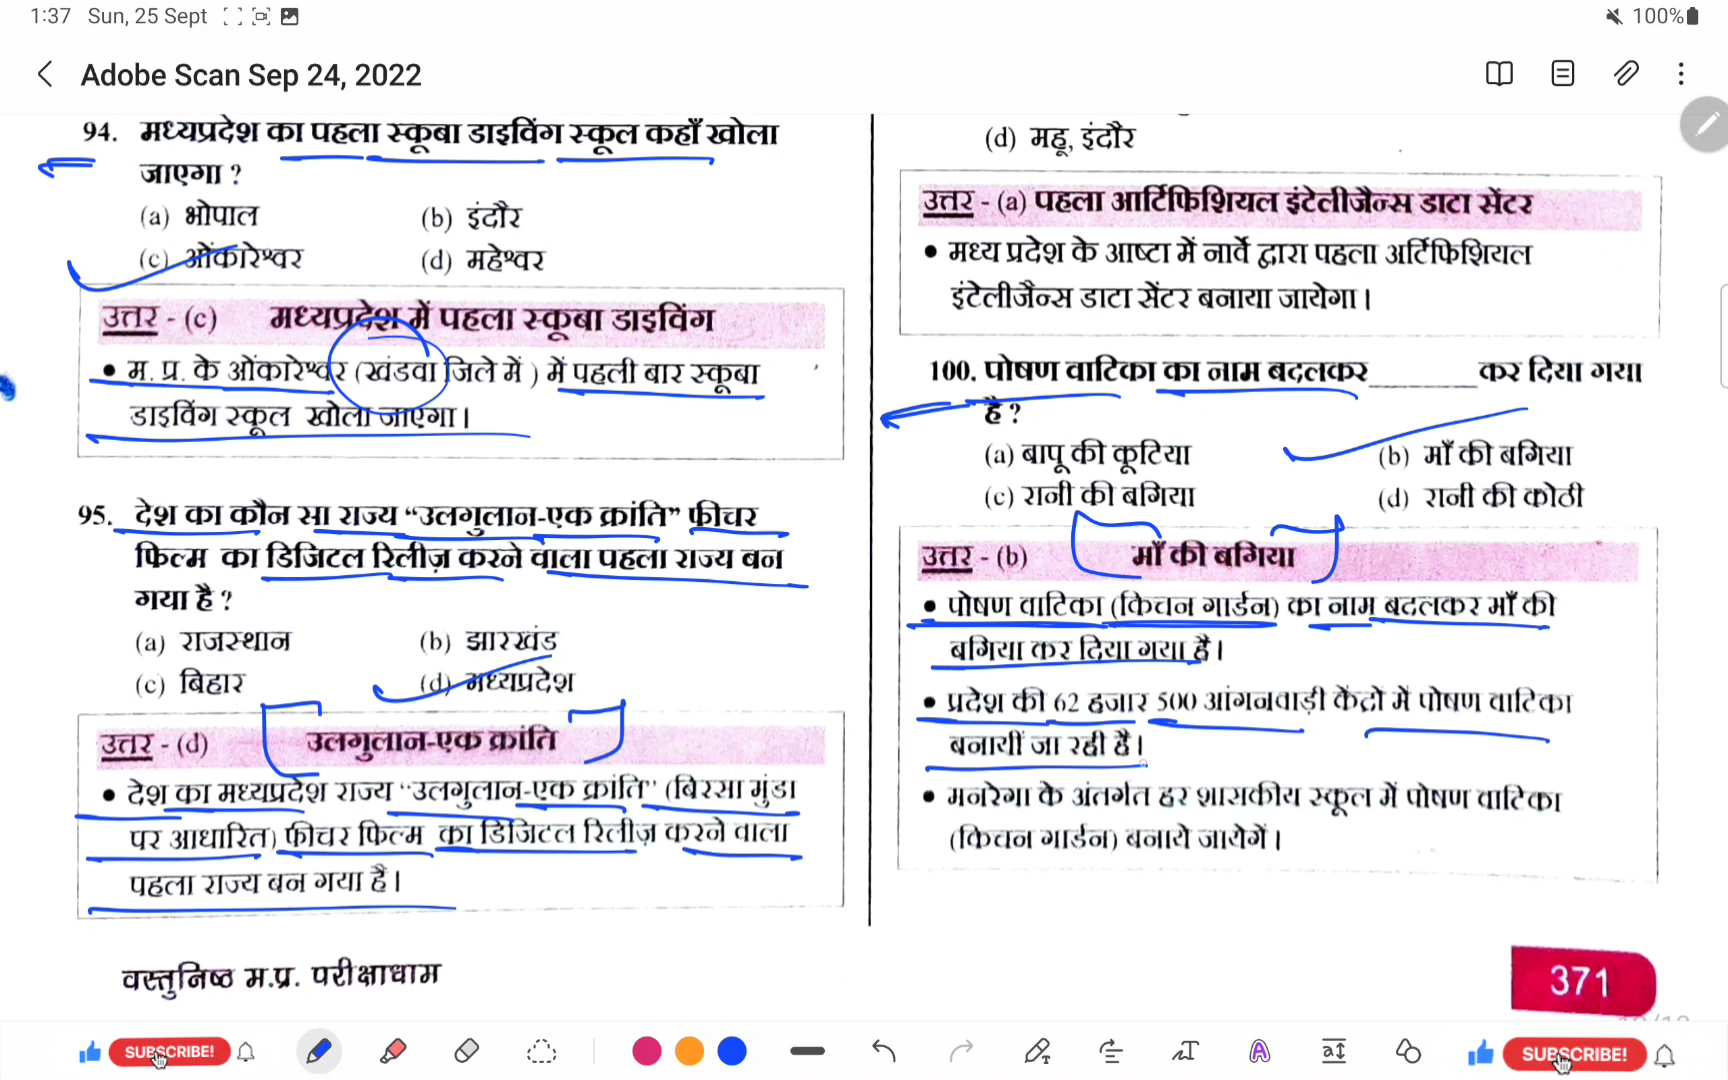 1:37 Sun, 25 Sept
100%
Adobe Scan Sep 24, 2022
94. मध्यप्रदेश का पहला स्कूबा डाइविंग स्कूल कहाँ खोला
जाएगा ?
(a) भोपाल (b) इंदौर
(c) ओंकारेश्वर (d) महेश्वर
उत्तर - (c) मध्यप्रदेश में पहला स्कूबा डाइविंग
• म. प्र. के ओंकारेश्वर (खंडवा जिले में ) में पहली बार स्कूबा
डाइविंग स्कूल खोला जाएगा।
95. देश का कौन सा राज्य “उलगुलान-एक क्रांति” फीचर
फिल्म का डिजिटल रिलीज़ करने वाला पहला राज्य बन
गया है ?
(a) राजस्थान (b) झारखंड
(c) बिहार (d) मध्यप्रदेश
उत्तर - (d) उलगुलान-एक क्रांति
• देश का मध्यप्रदेश राज्य “उलगुलान-एक क्रांति” (बिरसा मुंडा
पर आधारित) फीचर फिल्म का डिजिटल रिलीज़ करने वाला
पहला राज्य बन गया है।
वस्तुनिष्ठ म.प्र. परीक्षाधाम
(d) महू, इंदौर
उत्तर - (a) पहला आर्टिफिशियल इंटेलीजैन्स डाटा सेंटर
• मध्य प्रदेश के आष्टा में नार्वे द्वारा पहला अर्टिफिशियल
इंटेलीजैन्स डाटा सेंटर बनाया जायेगा।
100. पोषण वाटिका का नाम बदलकर________कर दिया गया
है ?
(a) बापू की कूटिया (b) माँ की बगिया
(c) रानी की बगिया (d) रानी की कोठी
उत्तर - (b) माँ की बगिया
• पोषण वाटिका (किचन गार्डन) का नाम बदलकर माँ की
बगिया कर दिया गया है।
• प्रदेश की 62 हजार 500 आंगनवाड़ी केंद्रो में पोषण वाटिका
बनायीं जा रही है।
• मनरेगा के अंतर्गत हर शासकीय स्कूल में पोषण वाटिका
(किचन गार्डन) बनाये जायेगें।
371
SUBSCRIBE!
SUBSCRIBE!